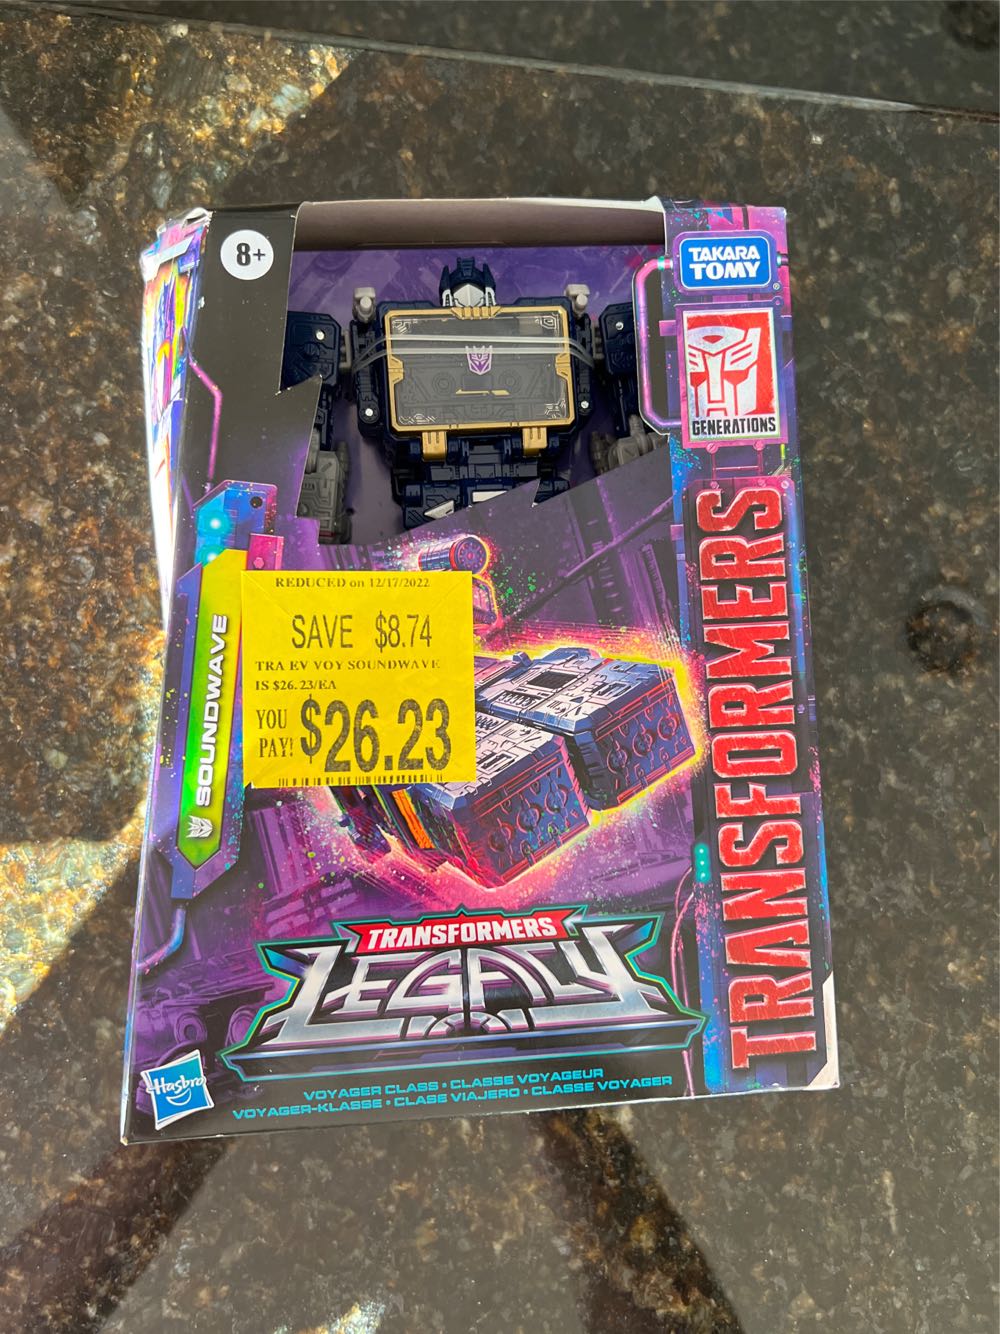 8+
TAKARA
TOMY
®
GENERATIONS
TRANSFORMERS
SOUNDWAVE
REDUCED on 12/17/2022
SAVE $8.74
TRA EV VOY SOUNDWAVE
IS $26.23/EA
YOU
PAY!
$26.23
TRANSFORMERS
LEGACY
Hasbro
VOYAGER CLASS • CLASSE VOYAGEUR
VOYAGER-KLASSE • CLASE VIAJERO • CLASSE VOYAGER